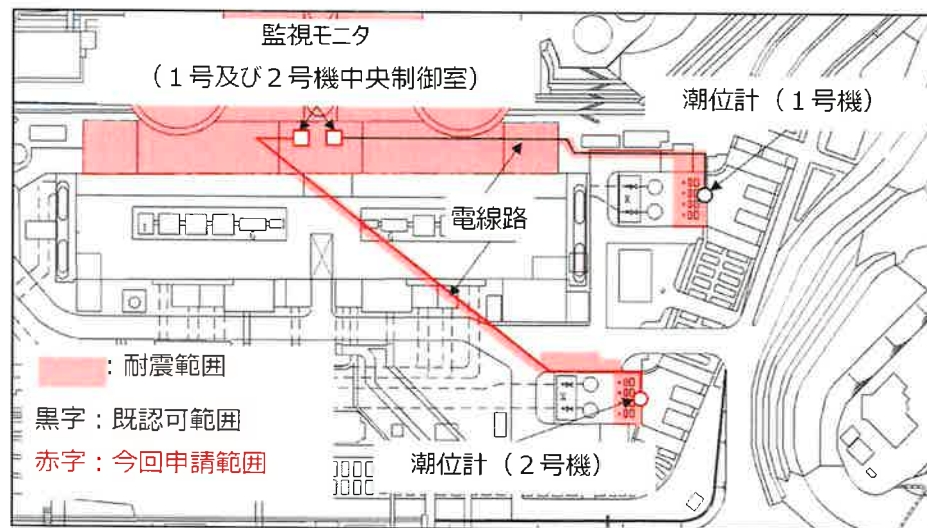 監視モニタ
（１号及び２号機中央制御室）
潮位計（１号機）
電線路
：耐震範囲
黒字：既認可範囲
赤字：今回申請範囲
潮位計（２号機）